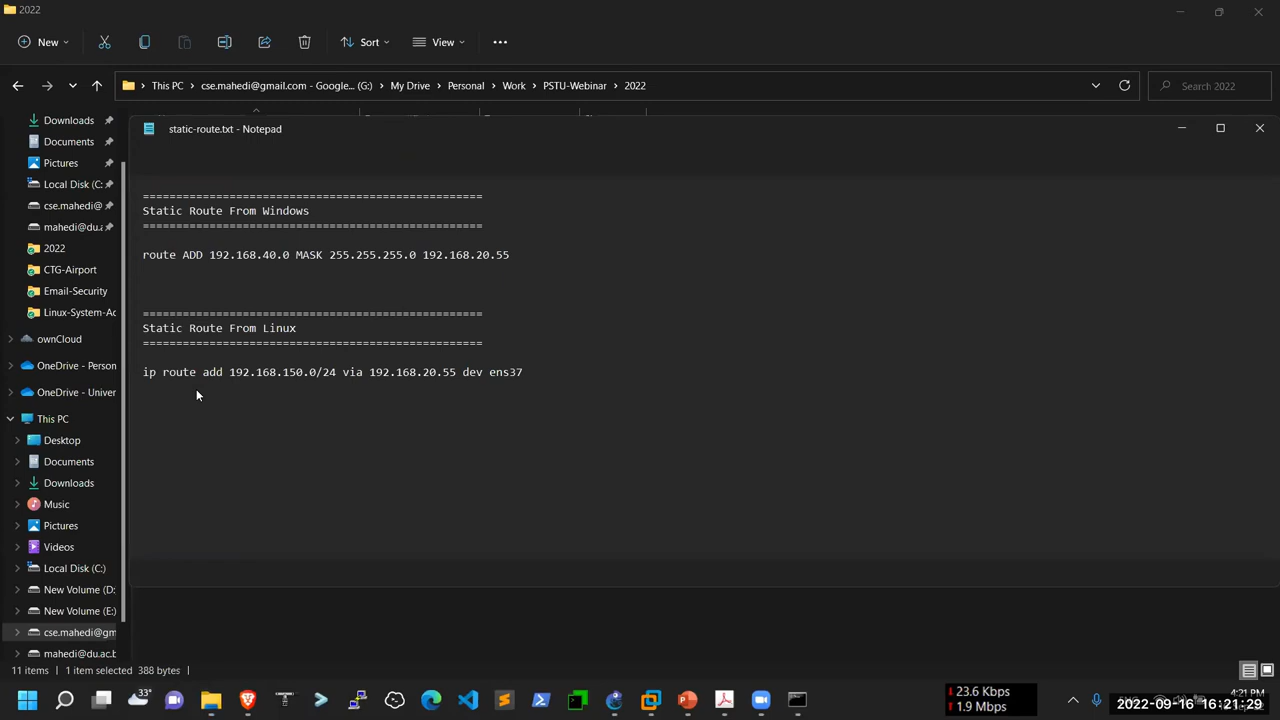 2022
New
Sort
View
This PC
cse.mahedi@gmail.com - Google... (G:)
My Drive
Personal
Work
PSTU-Webinar
2022
Search 2022
Downloads
Documents
Pictures
Local Disk (C:
cse.mahedi@
mahedi@du.a
2022
CTG-Airport
Email-Security
Linux-System-Ac
ownCloud
OneDrive - Person
OneDrive - Univer
This PC
Desktop
Documents
Downloads
Music
Pictures
Videos
Local Disk (C:)
New Volume (D:
New Volume (E:)
cse.mahedi@gm
mahedi@du.ac.b
static-route.txt - Notepad
===================================================
Static Route From Windows
===================================================
route ADD 192.168.40.0 MASK 255.255.255.0 192.168.20.55
===================================================
Static Route From Linux
===================================================
ip route add 192.168.150.0/24 via 192.168.20.55 dev ens37
11 items
1 item selected 388 bytes
33°
23.6 Kbps
1.9 Mbps
4:21 PM
2022-09-16 16:21:29